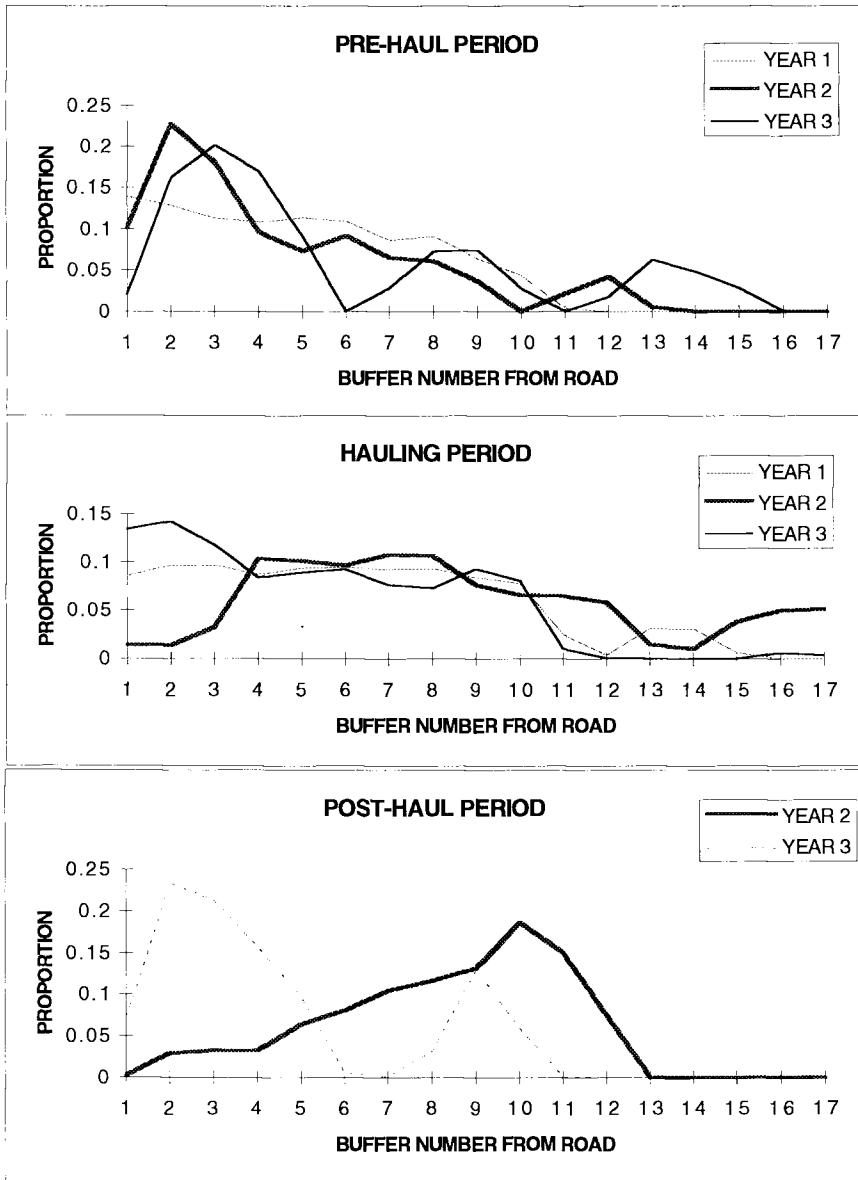 PRE-HAUL PERIOD
YEAR 1
YEAR 2
YEAR 3
0.25
0.2
0.15
0.1
0.05
0
PROPORTION
1 2 3 4 5 6 7 8 9 10 11 12 13 14 15 16 17
BUFFER NUMBER FROM ROAD
HAULING PERIOD
YEAR 1
YEAR 2
YEAR 3
0.15
0.1
0.05
0
PROPORTION
1 2 3 4 5 6 7 8 9 10 11 12 13 14 15 16 17
BUFFER NUMBER FROM ROAD
POST-HAUL PERIOD
YEAR 2
YEAR 3
0.25
0.2
0.15
0.1
0.05
0
PROPORTION
1 2 3 4 5 6 7 8 9 10 11 12 13 14 15 16 17
BUFFER NUMBER FROM ROAD